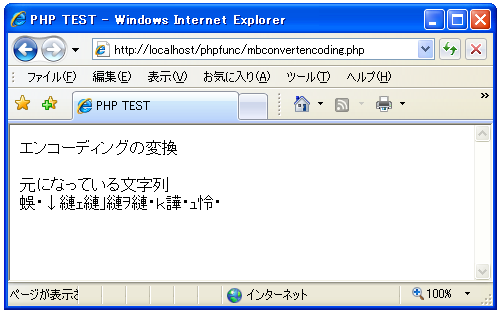 PHP TEST - Windows Internet Explorer
http://localhost/phpfunc/mbconvertencoding.php
ファイル(F) 編集(E) 表示(V) お気に入り(A) ツール(T) ヘルプ(H)
PHP TEST
エンコーディングの変換
元になっている文字列
蜈・↓縺ェ縺」縺ヲ縺・k譁・ュ怜・
ページが表示さ インターネット 100%